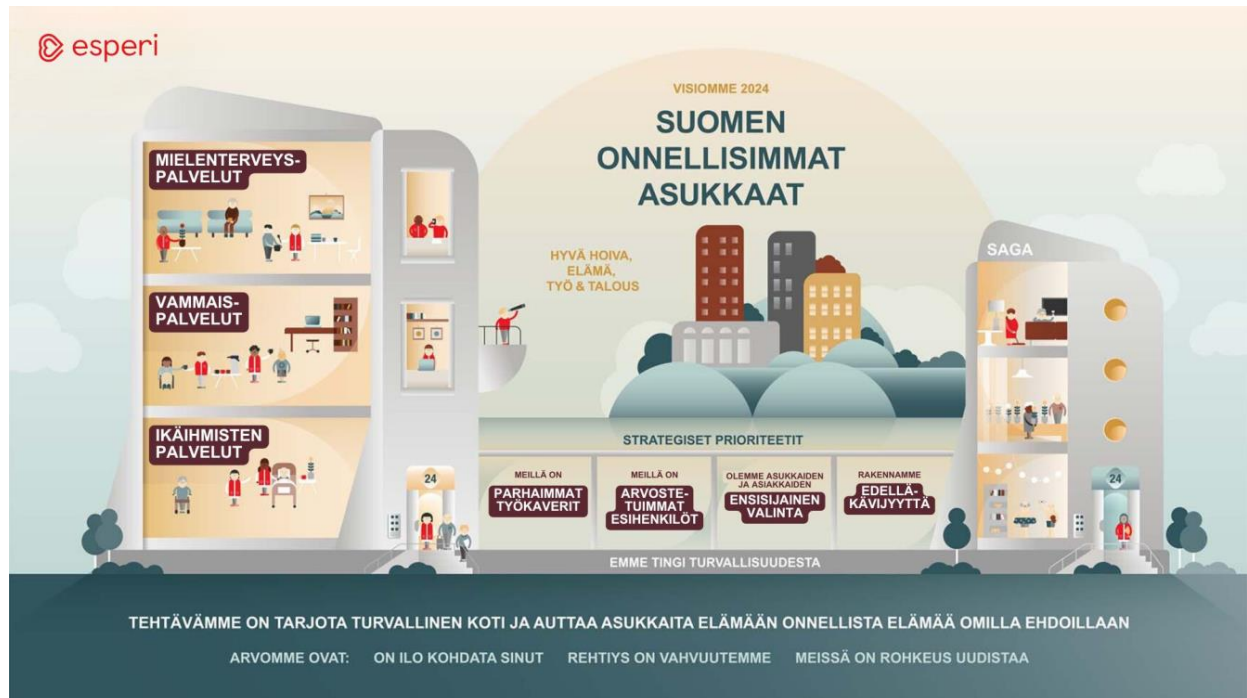 esperi
VISIOMME 2024
SUOMEN
ONNELLISIMMAT
ASUKKAAT
HYVÄ HOIVA,
ELÄMÄ,
TYÖ & TALOUS
MIELENTERVEYS-
PALVELUT
VAMMAIS-
PALVELUT
IKÄIHMISTEN
PALVELUT
24
SAGA
24
STRATEGISET PRIORITEETIT
MEILLÄ ON
PARHAIMMAT
TYÖKAVERIT
MEILLÄ ON
ARVOSTE-
TUIMMAT
ESIHENKILÖT
OLEMME ASUKKAIDEN
JA ASIAKKAIDEN
ENSISIJAINEN
VALINTA
RAKENNAMME
EDELLÄ-
KÄVIJYYTTÄ
EMME TINGI TURVALLISUUDESTA
TEHTÄVÄMME ON TARJOTA TURVALLINEN KOTI JA AUTTAA ASUKKAITA ELÄMÄÄN ONNELLISTA ELÄMÄÄ OMILLA EHDOILLAAN
ARVOMME OVAT: ON ILO KOHDATA SINUT REHTIYS ON VAHVUUTEMME MEISSÄ ON ROHKEUS UUDISTAA